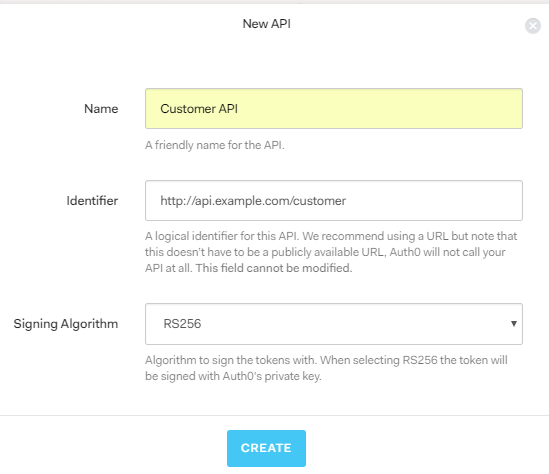 New API
Name
Customer API
A friendly name for the API.
Identifier
http://api.example.com/customer
A logical identifier for this API. We recommend using a URL but note that
this doesn't have to be a publicly available URL, Auth0 will not call your
API at all. This field cannot be modified.
Signing Algorithm
RS256
Algorithm to sign the tokens with. When selecting RS256 the token will
be signed with Auth0's private key.
CREATE